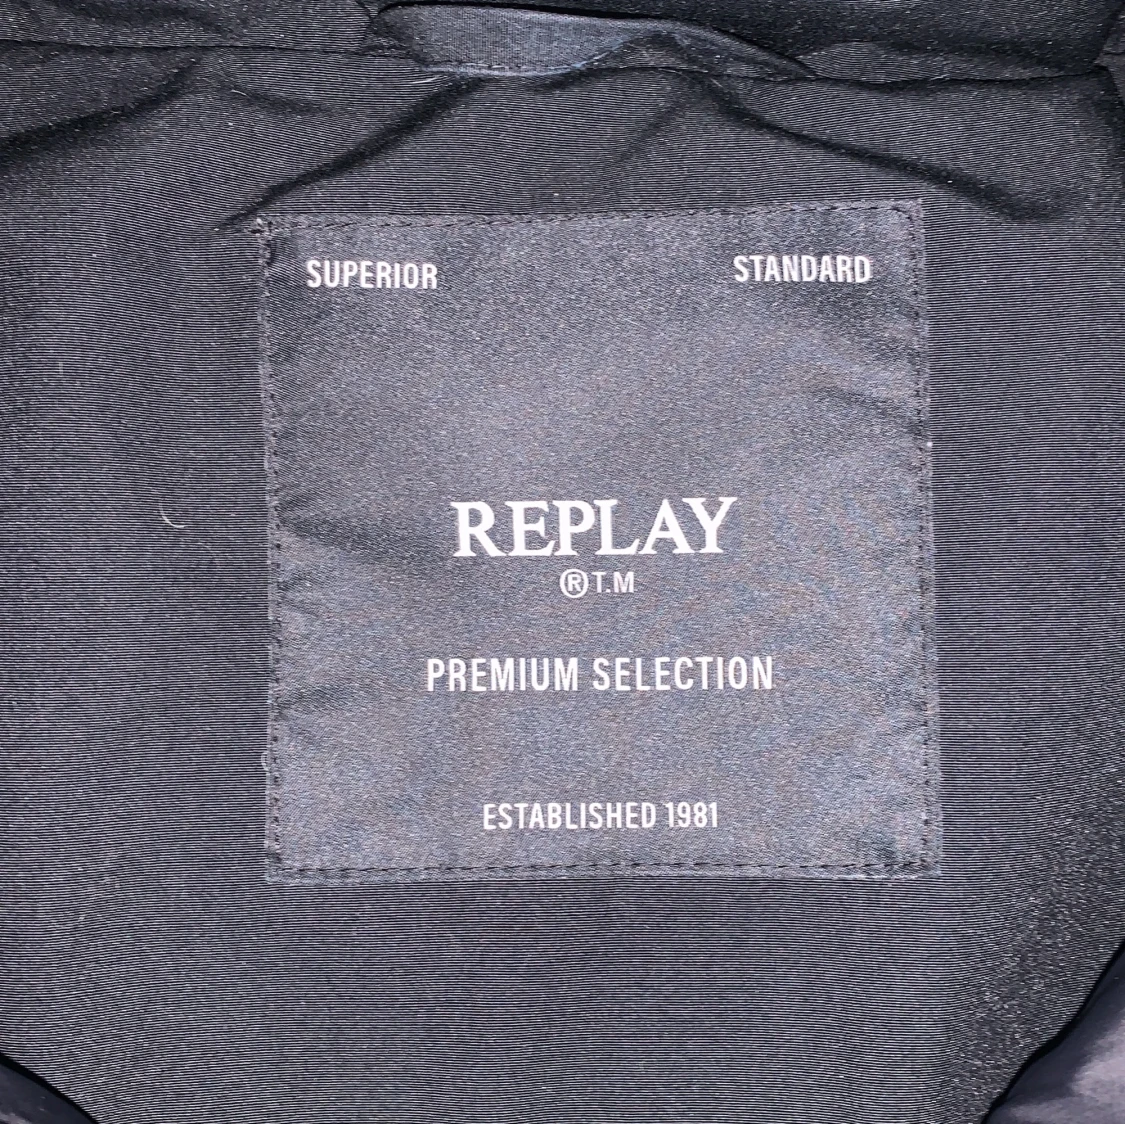 SUPERIOR STANDARD
REPLAY
®T.M
PREMIUM SELECTION
ESTABLISHED 1981